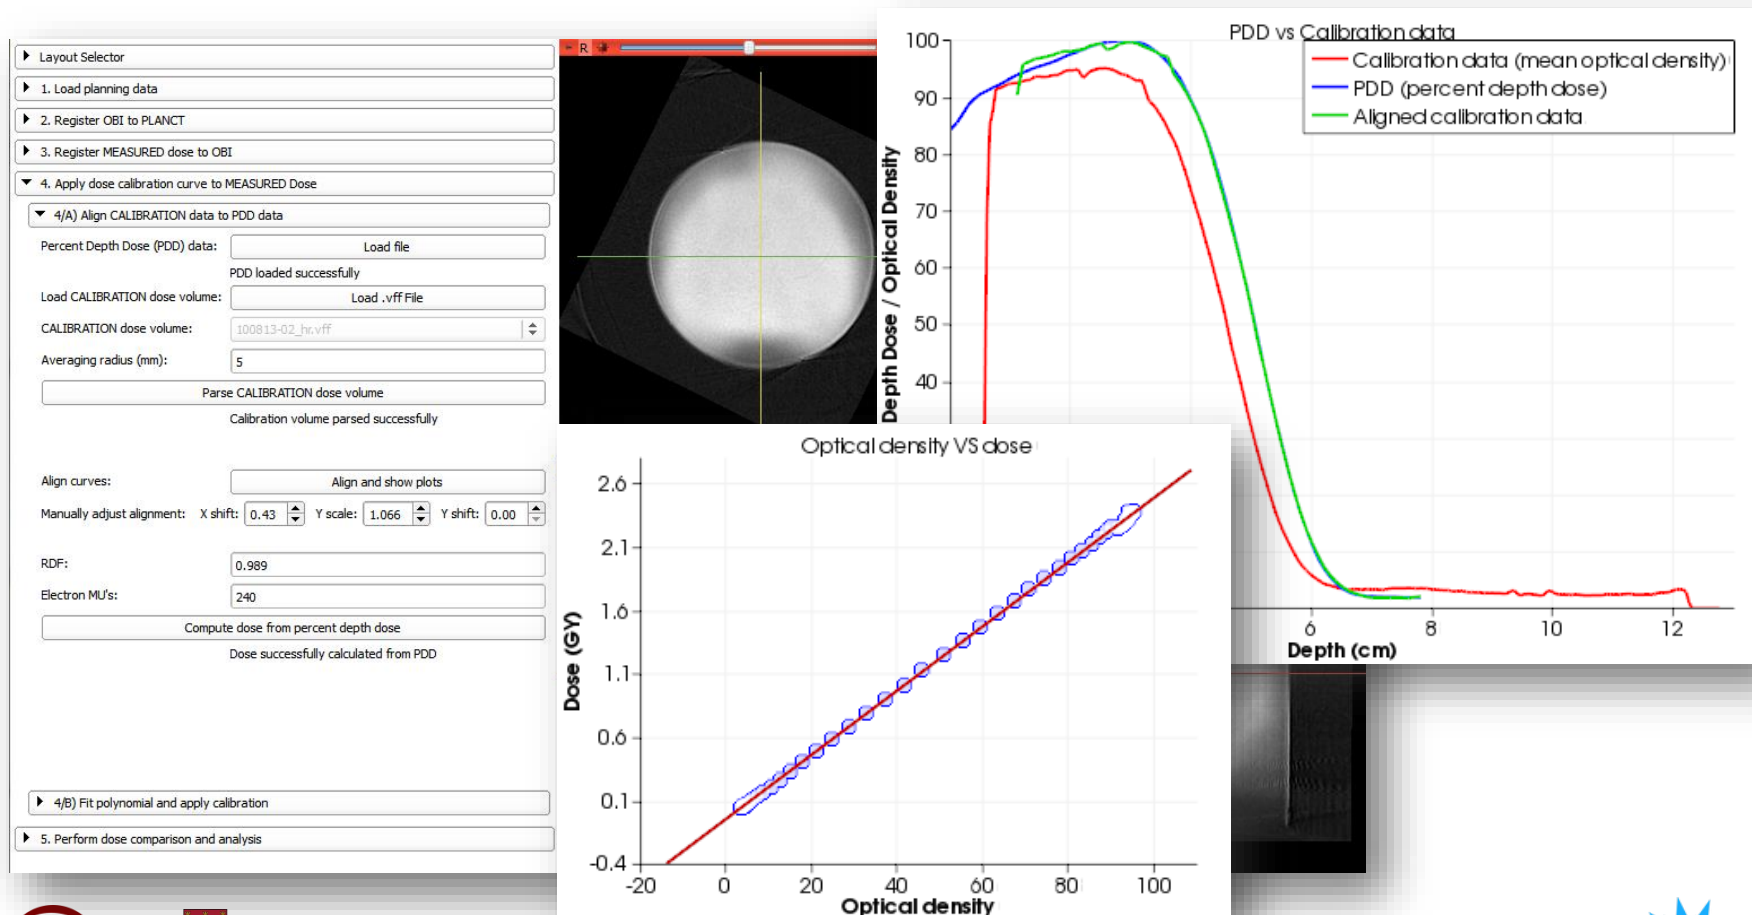 Layout Selector
1. Load planning data
2. Register OBI to PLANCT
3. Register MEASURED dose to OBI
4. Apply dose calibration curve to MEASURED Dose
4/A) Align CALIBRATION data to PDD data
Percent Depth Dose (PDD) data: Load file
PDD loaded successfully
Load CALIBRATION dose volume: Load .vff File
CALIBRATION dose volume: 100813-02_hr.vff
Averaging radius (mm): 5
Parse CALIBRATION dose volume
Calibration volume parsed successfully
Align curves: Align and show plots
Manually adjust alignment: X shift: 0.43 Y scale: 1.066 Y shift: 0.00
RDF: 0.989
Electron MU's: 240
Compute dose from percent depth dose
Dose successfully calculated from PDD
4/B) Fit polynomial and apply calibration
5. Perform dose comparison and analysis
R
PDD vs Calibration data
Calibration data (mean optical density)
PDD (percent depth dose)
Aligned calibration data
Depth Dose / Optical Density
100
90
80
70
60
50
40
6 8 10 12
Depth (cm)
Optical density VS dose
Dose (GY)
2.6
2.1
1.6
1.1
0.6
0.1
-0.4
-20 0 20 40 60 80 100
Optical density